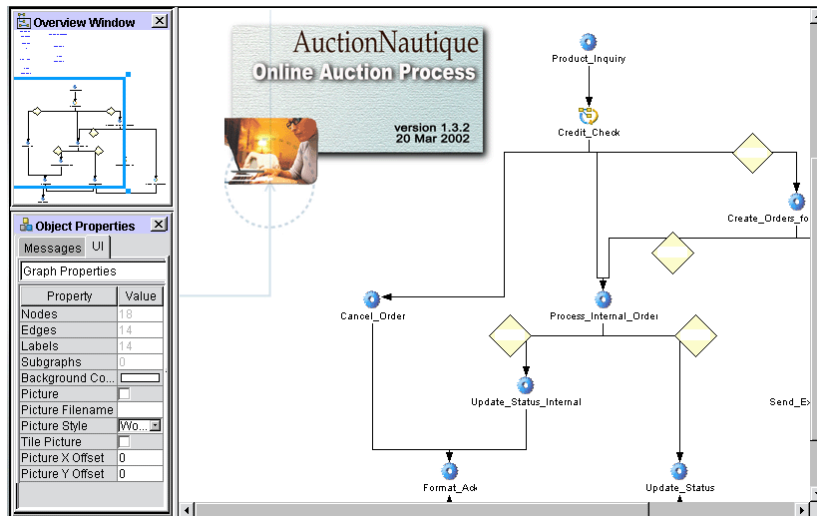 Overview Window
AuctionNautique
Online Auction Process
version 1.3.2
20 Mar 2002
Product_Inquiry
Credit_Check
Create_Orders_fo
Cancel_Order
Process_Internal_Order
Update_Status_Internal
Send_Ex
Format_Ack
Update_Status
Object Properties
Messages UI
Graph Properties
Property Value
Nodes 18
Edges 14
Labels 14
Subgraphs 0
Background Co...
Picture
Picture Filename
Picture Style Wo...
Tile Picture
Picture X Offset 0
Picture Y Offset 0